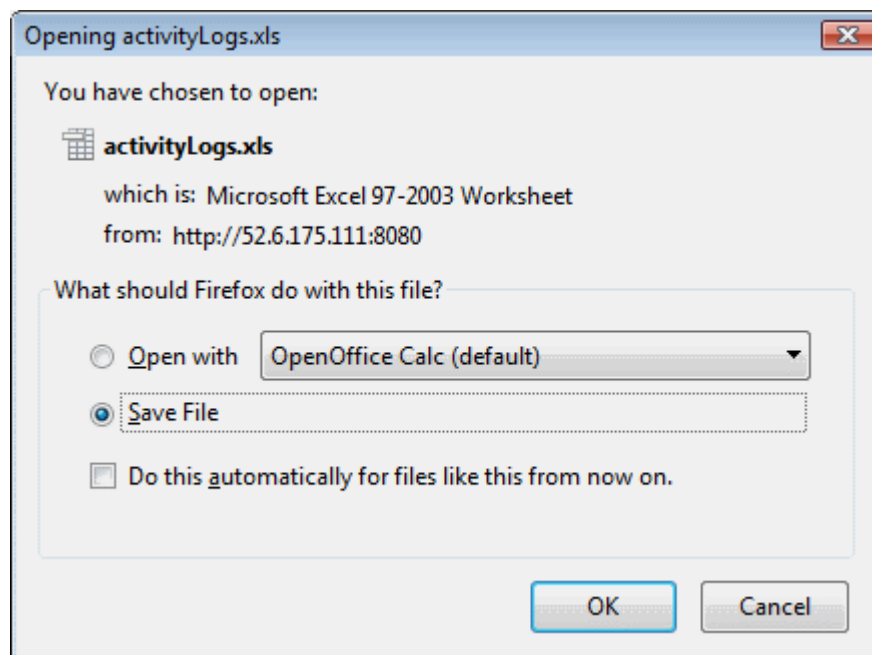 Opening activityLogs.xls
You have chosen to open:
activityLogs.xls
which is: Microsoft Excel 97-2003 Worksheet
from: http://52.6.175.111:8080
What should Firefox do with this file?
Open with OpenOffice Calc (default)
Save File
Do this automatically for files like this from now on.
OK Cancel